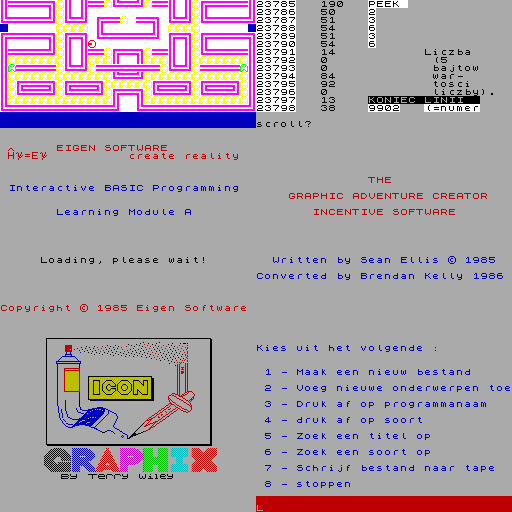 23785 190 PEEK
23786 50 2
23787 51 3
23788 54 6
23789 51 3
23790 54 6
23791 14 Liczba
23792 0 (5
23793 0 bajtow
23794 84 war-
23795 92 tosci
23796 0 liczby).
23797 13 KONIEC LINII
23798 38 9902 (=numer
scroll?
EIGEN SOFTWARE
Ĥψ=Eψ create reality
Interactive BASIC Programming
Learning Module A
Loading, please wait!
Copyright © 1985 Eigen Software
THE
GRAPHIC ADVENTURE CREATOR
INCENTIVE SOFTWARE
Written by Sean Ellis © 1985
Converted by Brendan Kelly 1986
ICON
GRAPHIX
By Terry Wiley
Kies uit het volgende :
1 - Maak een nieuw bestand
2 - Voeg nieuwe onderwerpen toe
3 - Druk af op programmanaam
4 - druk af op soort
5 - Zoek een titel op
6 - Zoek een soort op
7 - Schrijf bestand naar tape
8 - stoppen
L